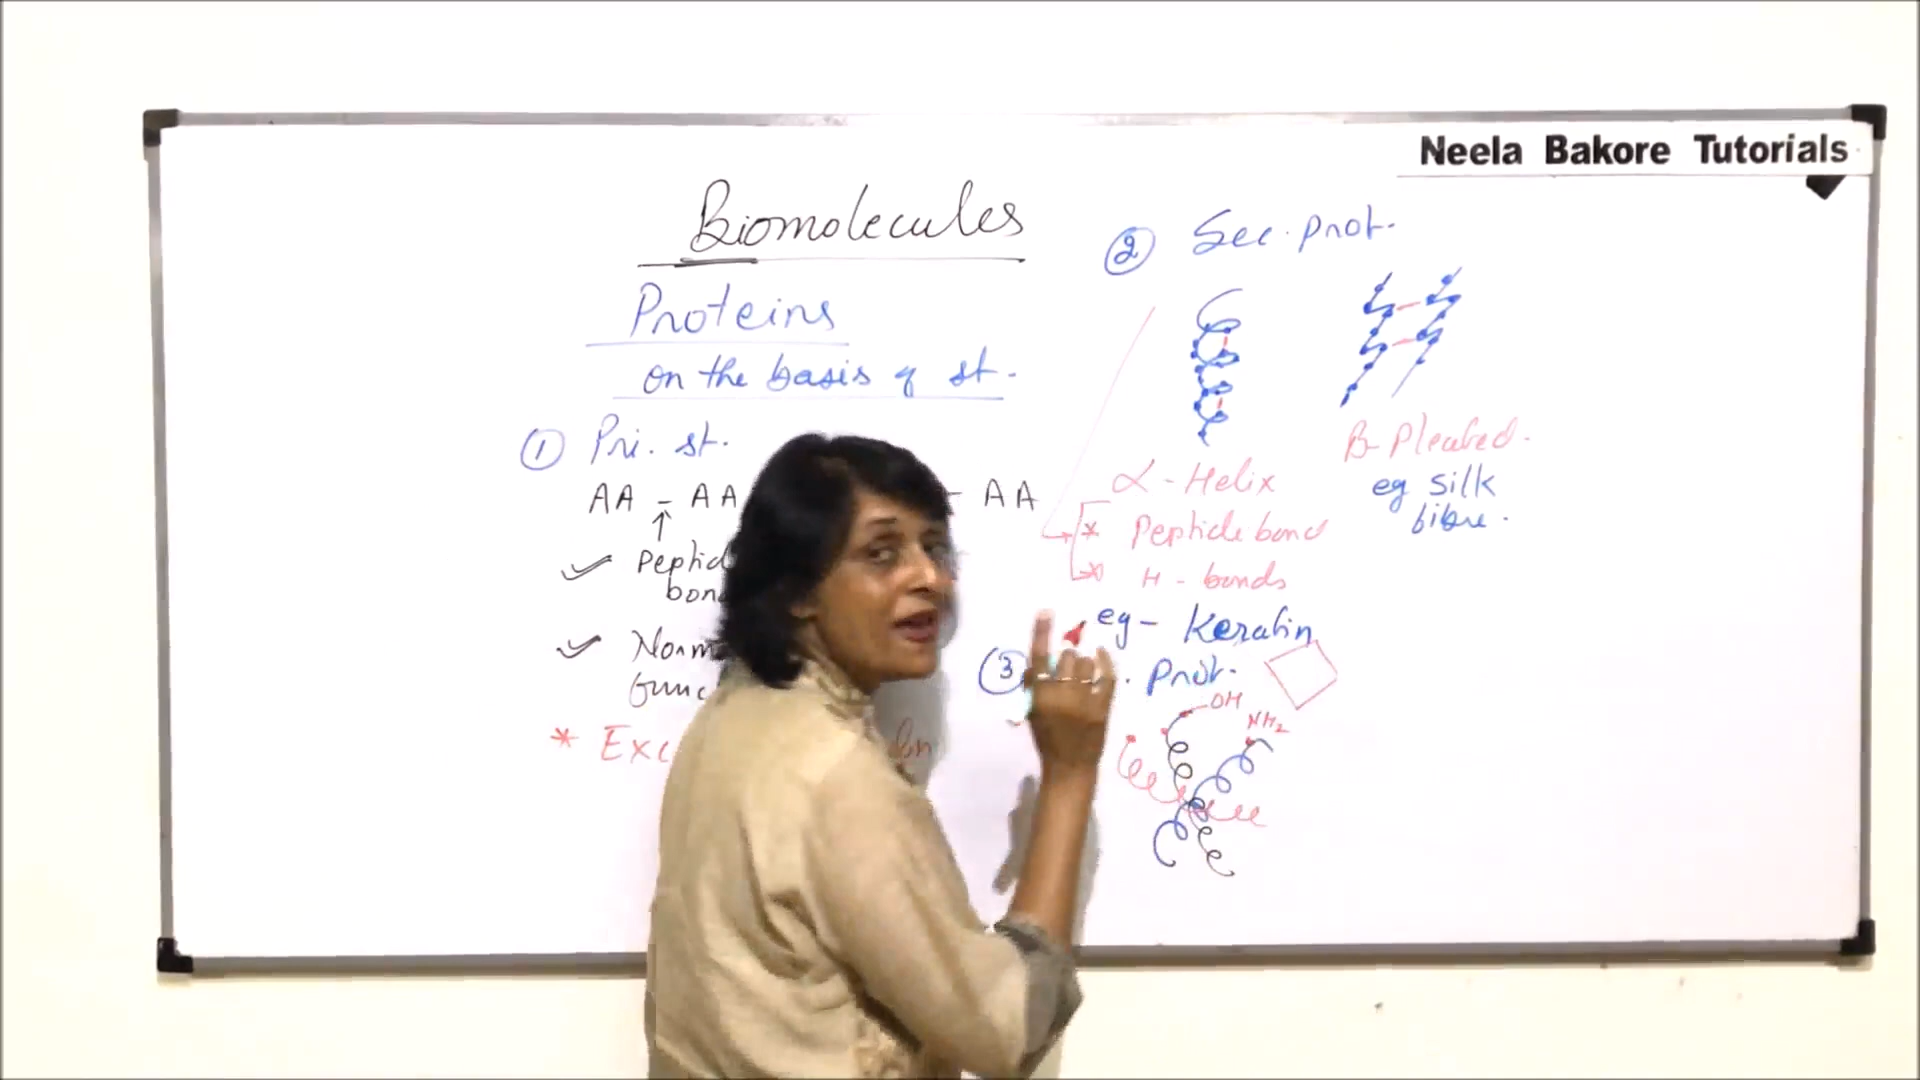 Neela Bakore Tutorials
Biomolecules
Proteins
on the basis of st.
① Pri. st.
AA - AA - AA
↑
✓ Peptid
bon
✓ Norm
func
* Exc
② Sec. prot.
α - Helix
* Peptide bond
* H - bonds
eg - Keratin
β- Pleated.
eg silk
fibre.
③ . Prot.
OH
NH₂